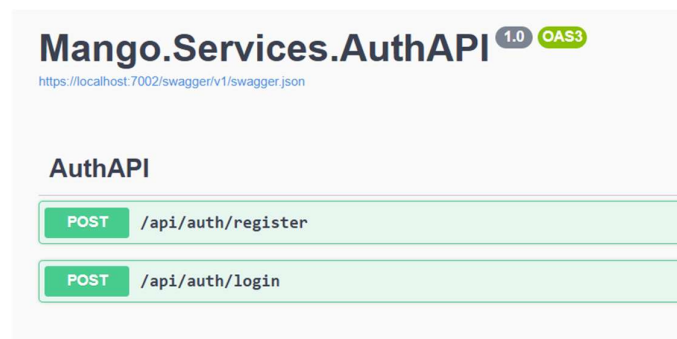 Mango.Services.AuthAPI 1.0 OAS3
https://localhost:7002/swagger/v1/swagger.json
AuthAPI
POST /api/auth/register
POST /api/auth/login